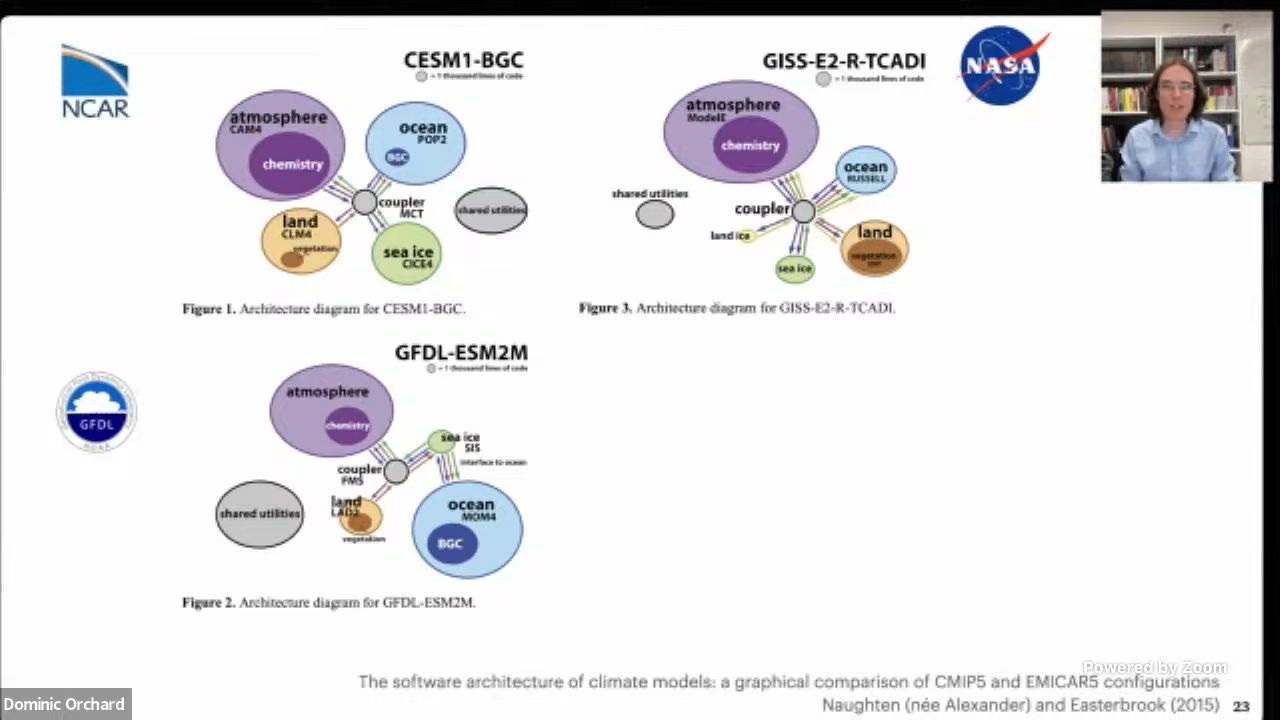 NCAR
CESM1-BGC
= 1 thousand lines of code
atmosphere
CAM4
chemistry
ocean
POP2
BGC
coupler
MCT
shared utilities
land
CLM4
vegetation
sea ice
CICE4
Figure 1. Architecture diagram for CESM1-BGC.
GISS-E2-R-TCADI
= 1 thousand lines of code
NASA
atmosphere
ModelE
chemistry
ocean
RUSSELL
shared utilities
coupler
land ice
land
vegetation
sea ice
Figure 3. Architecture diagram for GISS-E2-R-TCADI.
GFDL-ESM2M
= 1 thousand lines of code
GFDL
atmosphere
chemistry
sea ice
SIS
interface to ocean
coupler
FMS
shared utilities
land
LAD2
vegetation
ocean
MOM4
BGC
Figure 2. Architecture diagram for GFDL-ESM2M.
Powered by Zoom
The software architecture of climate models: a graphical comparison of CMIP5 and EMICAR5 configurations
Naughten (née Alexander) and Easterbrook (2015) 23
Dominic Orchard